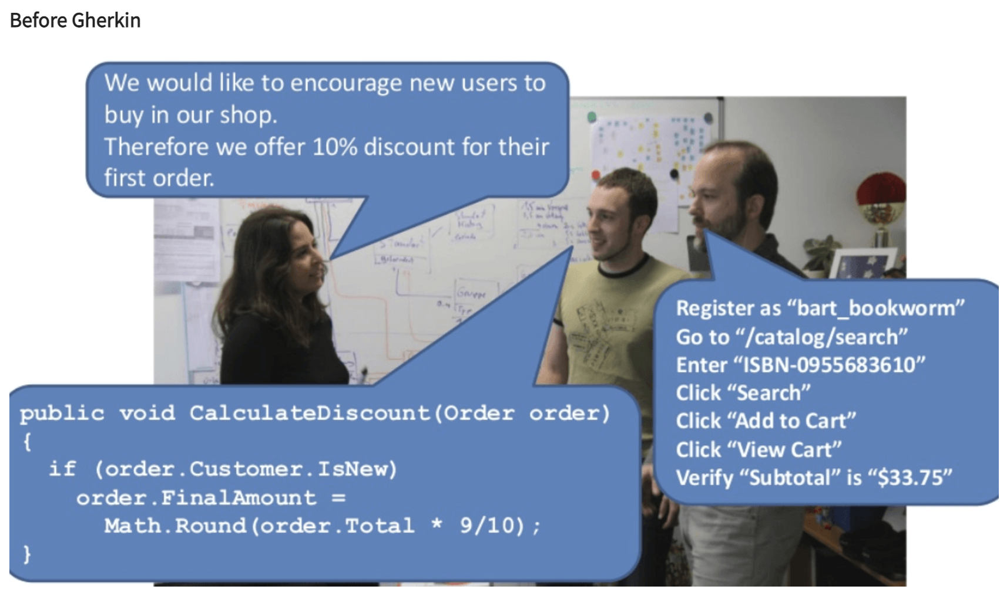 Before Gherkin
We would like to encourage new users to
buy in our shop.
Therefore we offer 10% discount for their
first order.
public void CalculateDiscount(Order order)
{
if (order.Customer.IsNew)
order.FinalAmount =
Math.Round(order.Total * 9/10);
}
Register as “bart_bookworm”
Go to “/catalog/search”
Enter “ISBN-0955683610”
Click “Search”
Click “Add to Cart”
Click “View Cart”
Verify “Subtotal” is “$33.75”
Gruppe